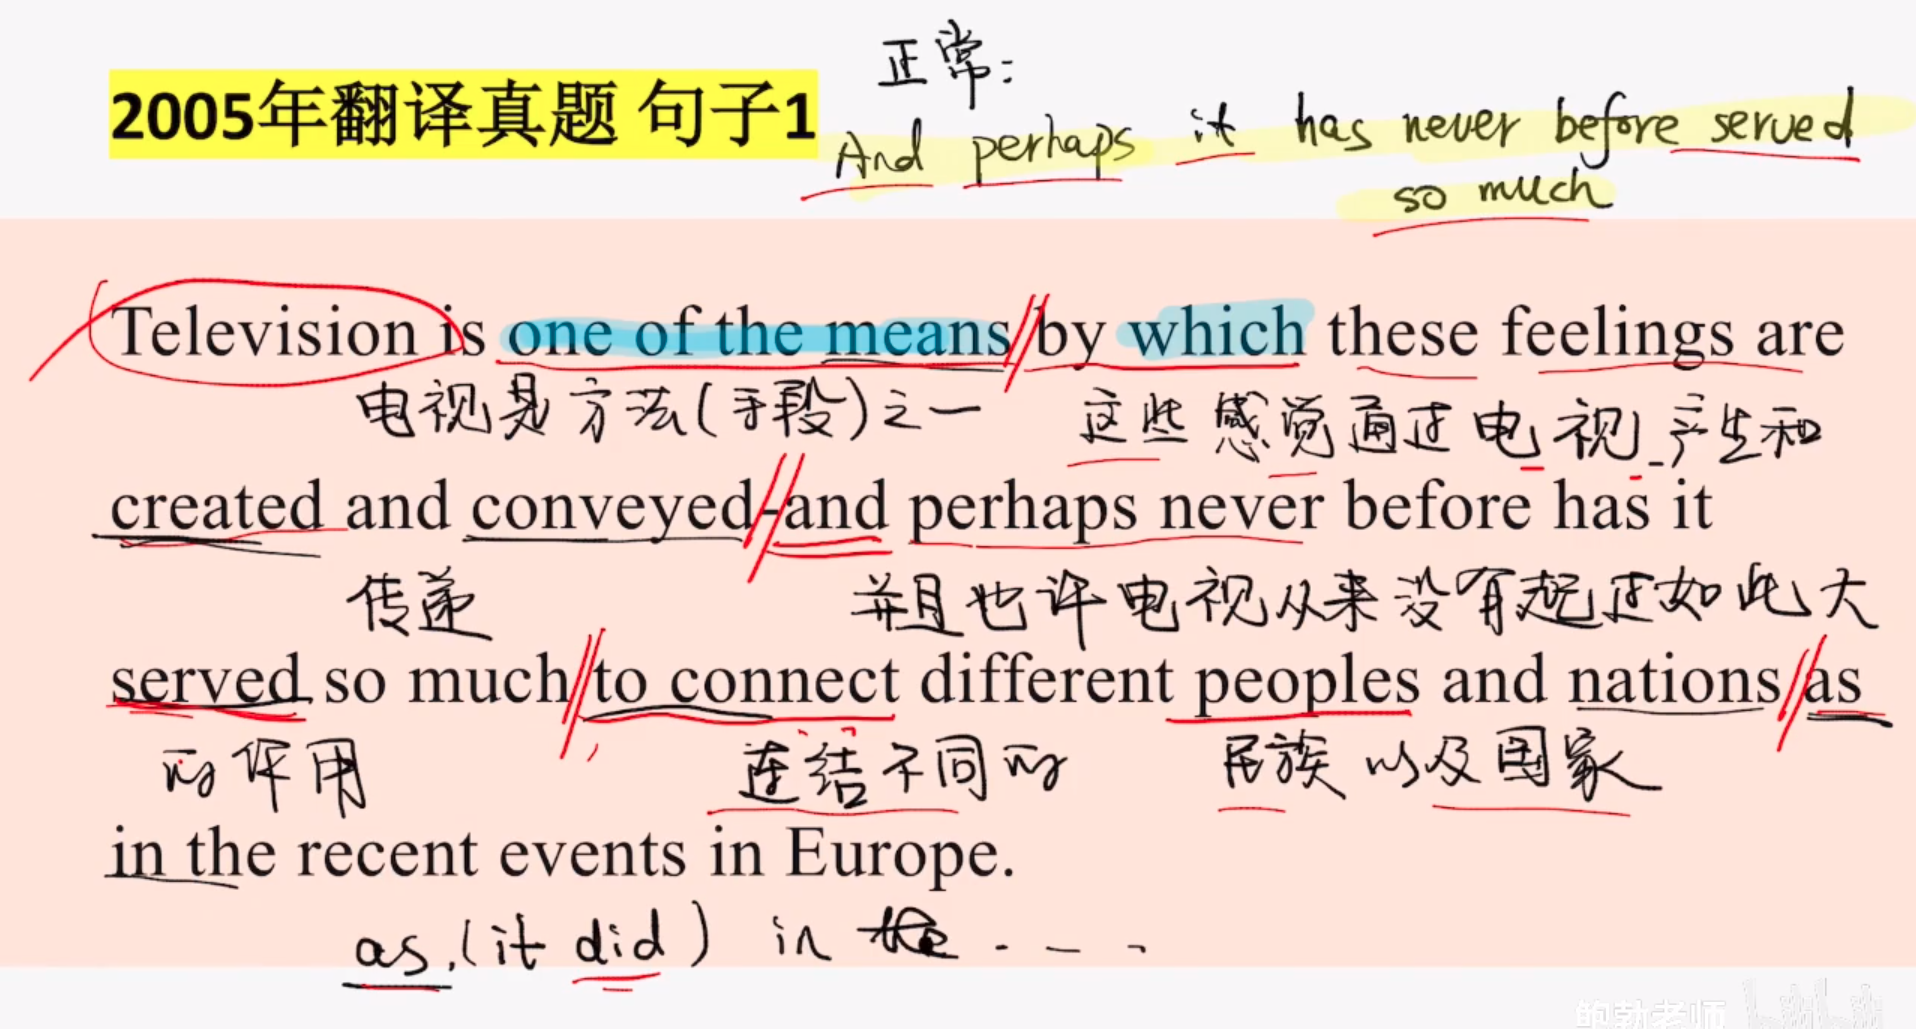 正常:
2005年翻译真题 句子1
And perhaps it has never before served
so much
Television is one of the means by which these feelings are
电视是方法(手段)之一 这些感觉通过电视产生和
created and conveyed-and perhaps never before has it
传递 并且也许电视从来没有起过如此大
served so much to connect different peoples and nations as
的作用, 连结不同的 民族以及国家
in the recent events in Europe.
as (it did) in the ....
鲍勃老师 bilibili